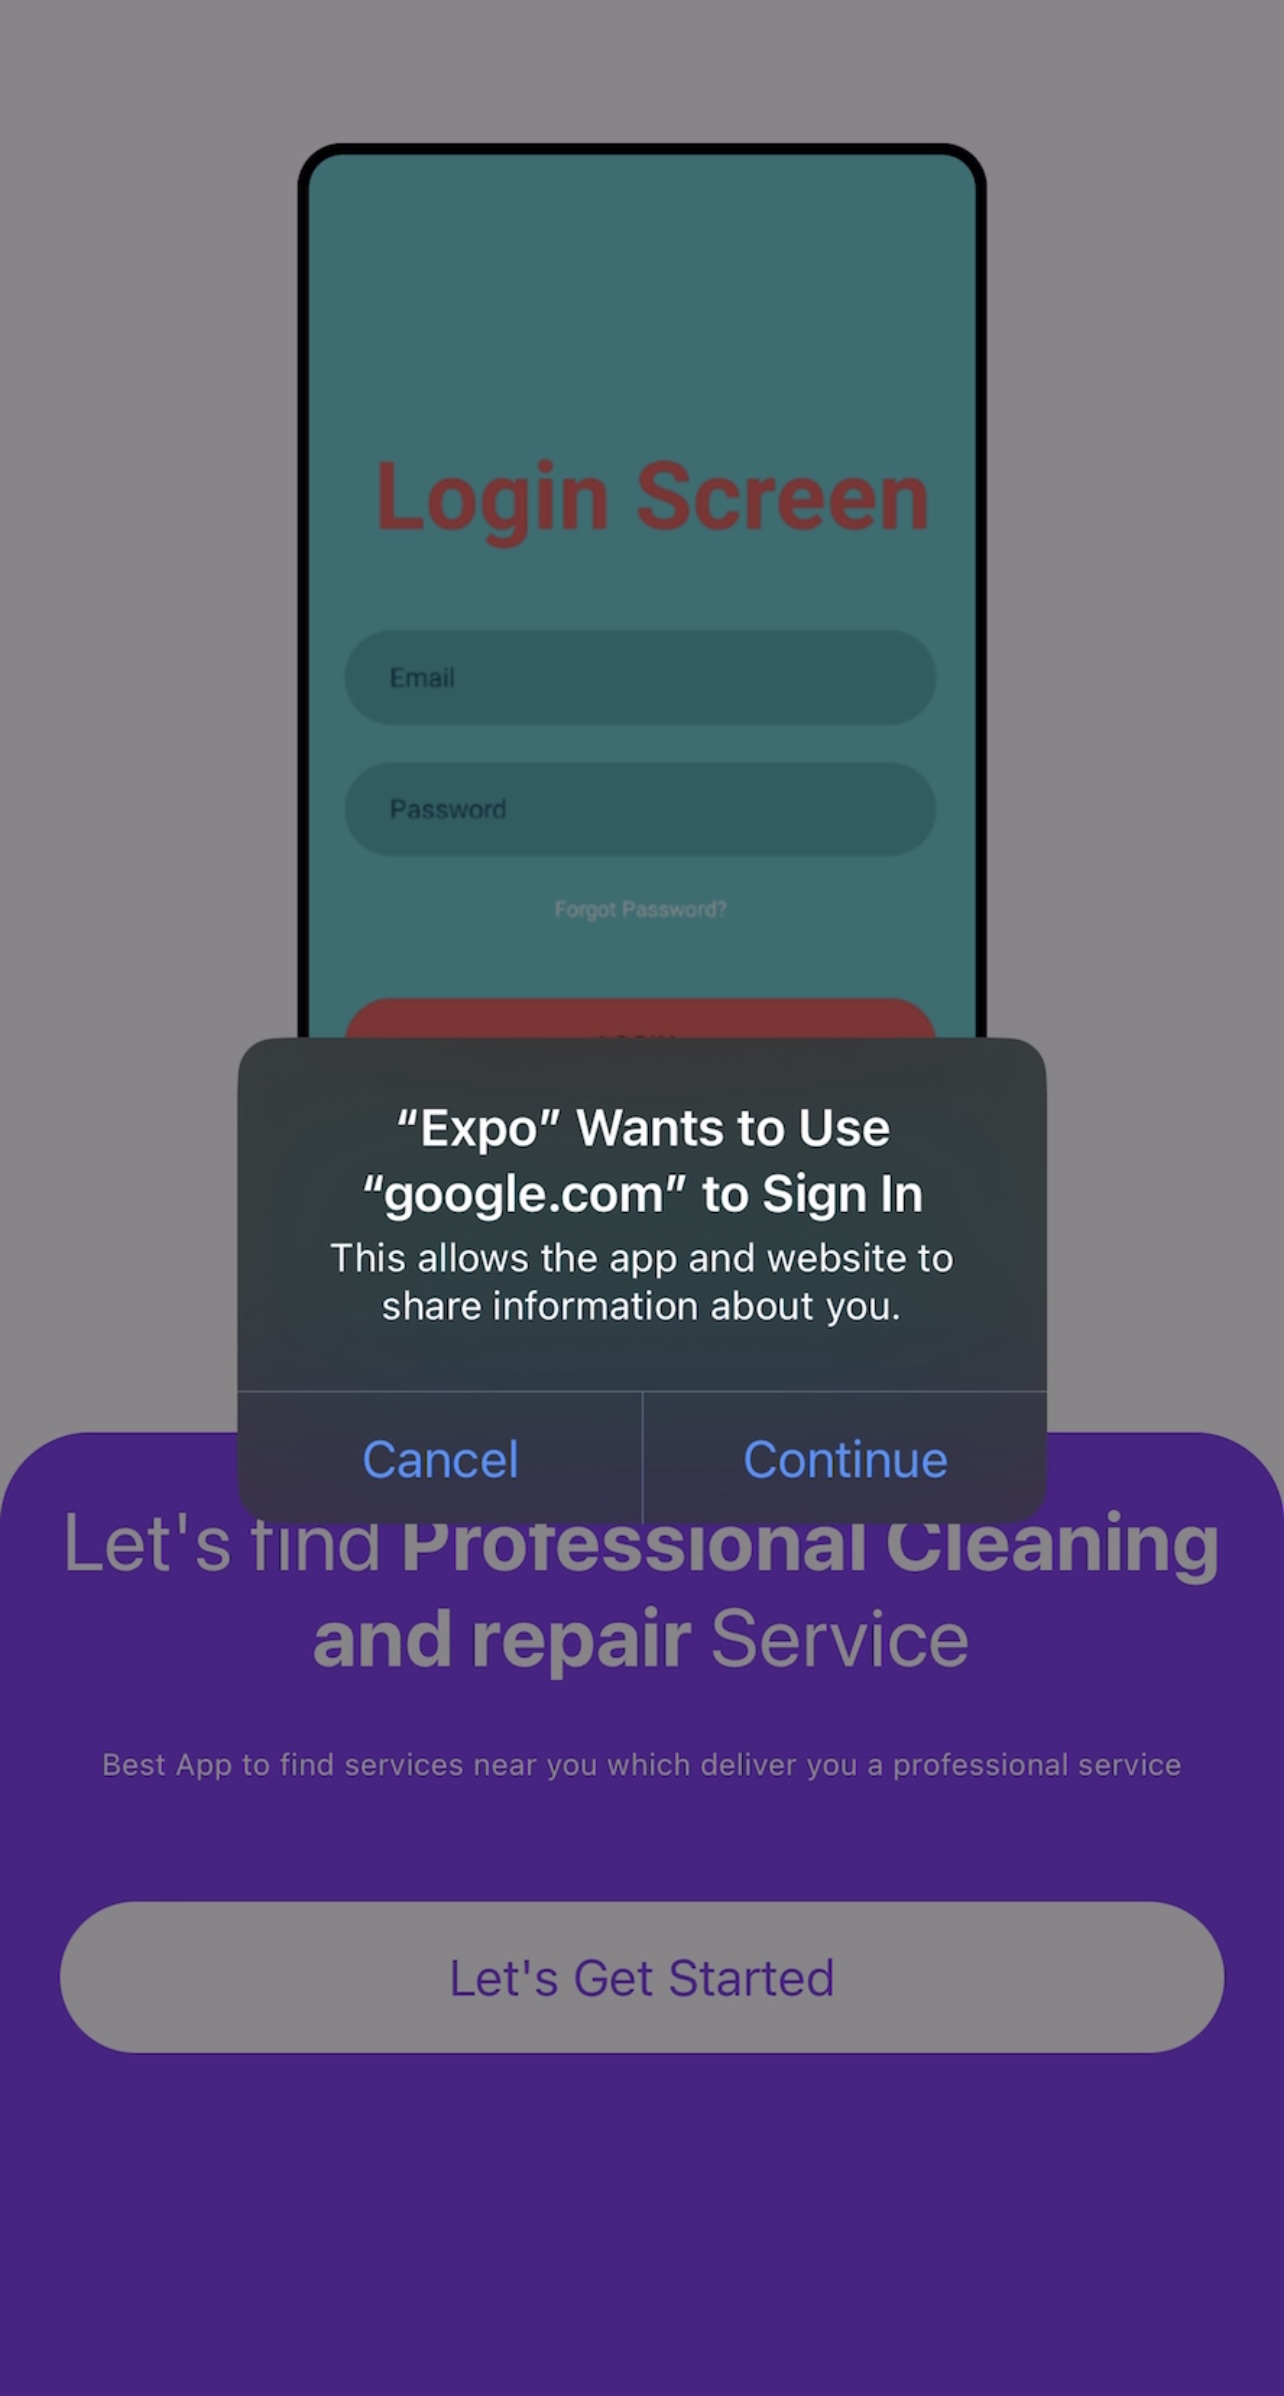 Login Screen
Email
Password
Forgot Password?
“Expo” Wants to Use
“google.com” to Sign In
This allows the app and website to
share information about you.
Cancel
Continue
Let's find Professional Cleaning
and repair Service
Best App to find services near you which deliver you a professional service
Let's Get Started